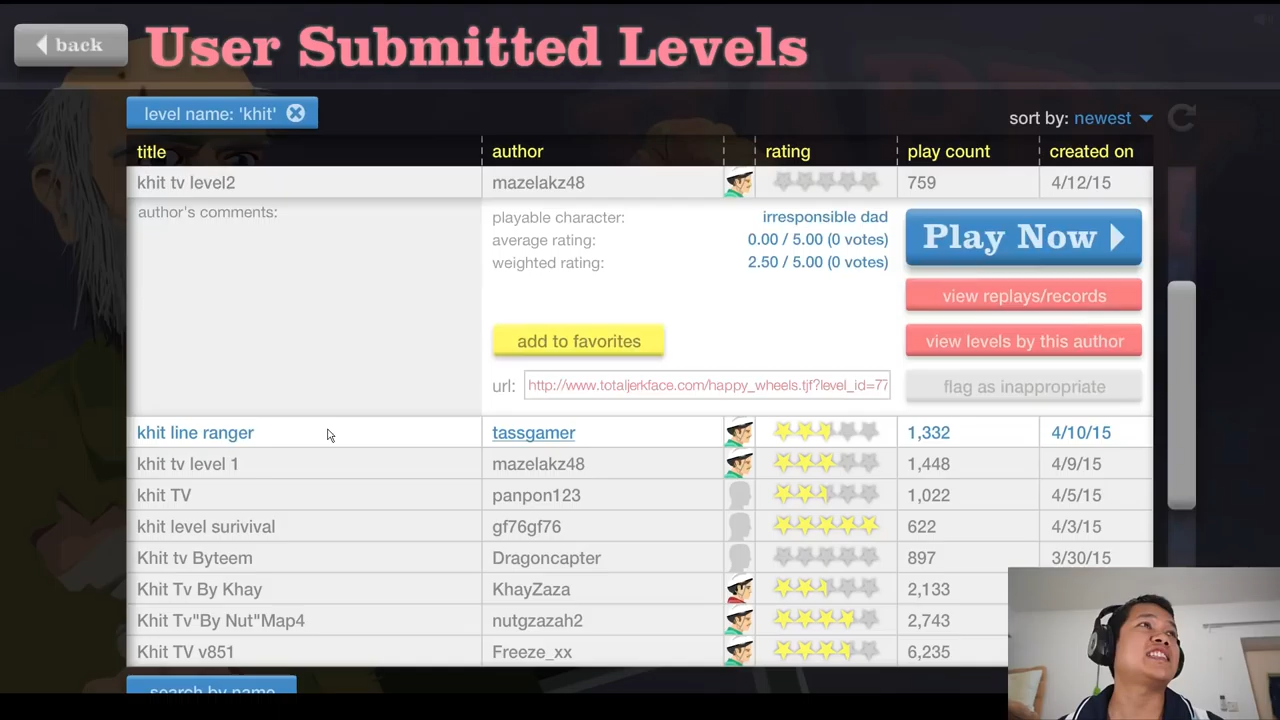 back
User Submitted Levels
level name: 'khit'
sort by: newest
title author rating play count created on
khit tv level2 mazelakz48 759 4/12/15
author's comments:
playable character: irresponsible dad
average rating: 0.00 / 5.00 (0 votes)
weighted rating: 2.50 / 5.00 (0 votes)
Play Now
view replays/records
add to favorites
view levels by this author
url: http://www.totaljerkface.com/happy_wheels.tjf?level_id=77
flag as inappropriate
khit line ranger tassgamer 1,332 4/10/15
khit tv level 1 mazelakz48 1,448 4/9/15
khit TV panpon123 1,022 4/5/15
khit level surivival gf76gf76 622 4/3/15
Khit tv Byteem Dragoncapter 897 3/30/15
Khit Tv By Khay KhayZaza 2,133
Khit Tv"By Nut"Map4 nutgzazah2 2,743
Khit TV v851 Freeze_xx 6,235
search by name